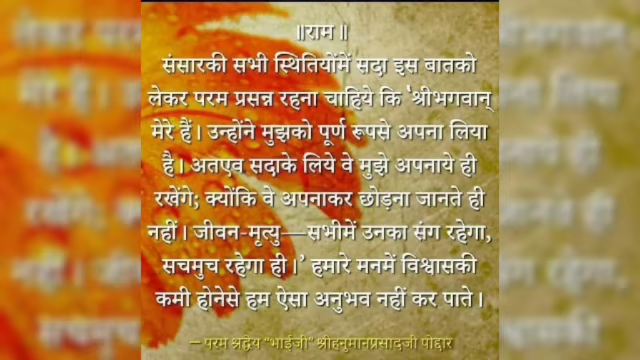 ॥राम॥
संसारकी सभी स्थितियोंमें सदा इस बातको
लेकर परम प्रसन्न रहना चाहिये कि 'श्रीभगवान्
मेरे हैं। उन्होंने मुझको पूर्ण रूपसे अपना लिया
है। अतएव सदाके लिये वे मुझे अपनाये ही
रखेंगे; क्योंकि वे अपनाकर छोड़ना जानते ही
नहीं। जीवन-मृत्यु—सभीमें उनका संग रहेगा,
सचमुच रहेगा ही।' हमारे मनमें विश्वासकी
कमी होनेसे हम ऐसा अनुभव नहीं कर पाते।
– परम श्रद्धेय “भाईजी” श्रीहनुमानप्रसादजी पोद्दार